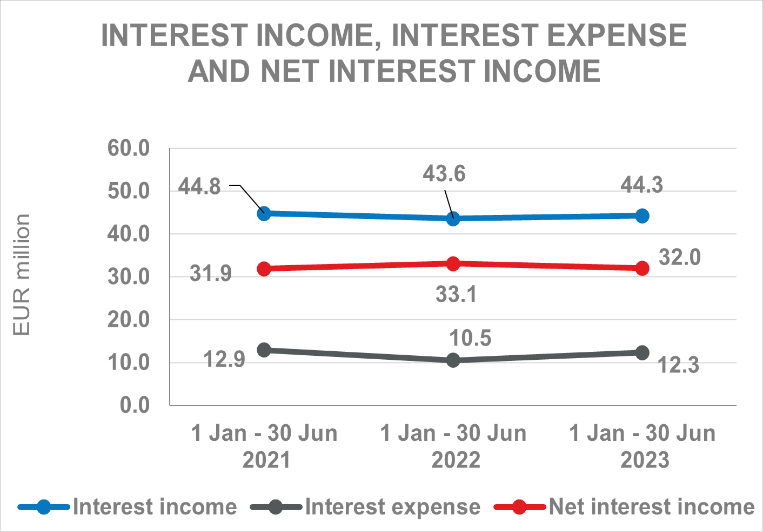 INTEREST INCOME, INTEREST EXPENSE
AND NET INTEREST INCOME
EUR million
60.0
50.0
40.0
30.0
20.0
10.0
0.0
44.8
43.6
44.3
31.9
33.1
32.0
12.9
10.5
12.3
1 Jan - 30 Jun
2021
1 Jan - 30 Jun
2022
1 Jan - 30 Jun
2023
Interest income
Interest expense
Net interest income